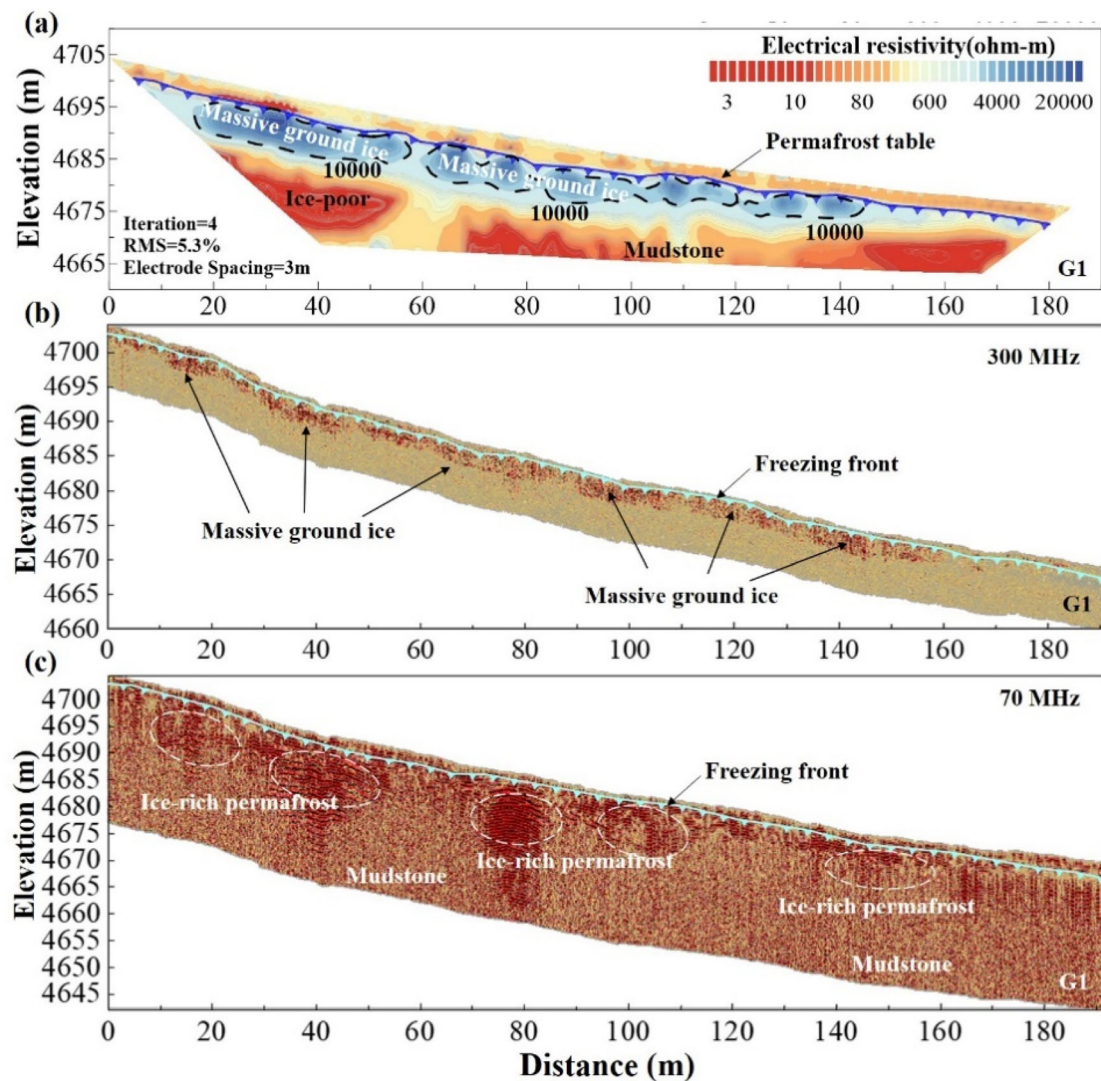 (a)
Electrical resistivity(ohm-m)
3 10 80 600 4000 20000
Elevation (m)
4705
4695
4685
4675
4665
Massive ground ice
Massive ground ice
Permafrost table
10000
10000
10000
Ice-poor
Mudstone
Iteration=4
RMS=5.3%
Electrode Spacing=3m
G1
0 20 40 60 80 100 120 140 160 180
(b)
300 MHz
Elevation (m)
4700
4695
4690
4685
4680
4675
4670
4665
4660
Freezing front
Massive ground ice
Massive ground ice
G1
0 20 40 60 80 100 120 140 160 180
(c)
70 MHz
Elevation (m)
4700
4695
4690
4685
4680
4675
4670
4665
4660
4655
4650
4645
Freezing front
Ice-rich permafrost
Ice-rich permafrost
Ice-rich permafrost
Mudstone
Mudstone
G1
0 20 40 60 80 100 120 140 160 180
Distance (m)